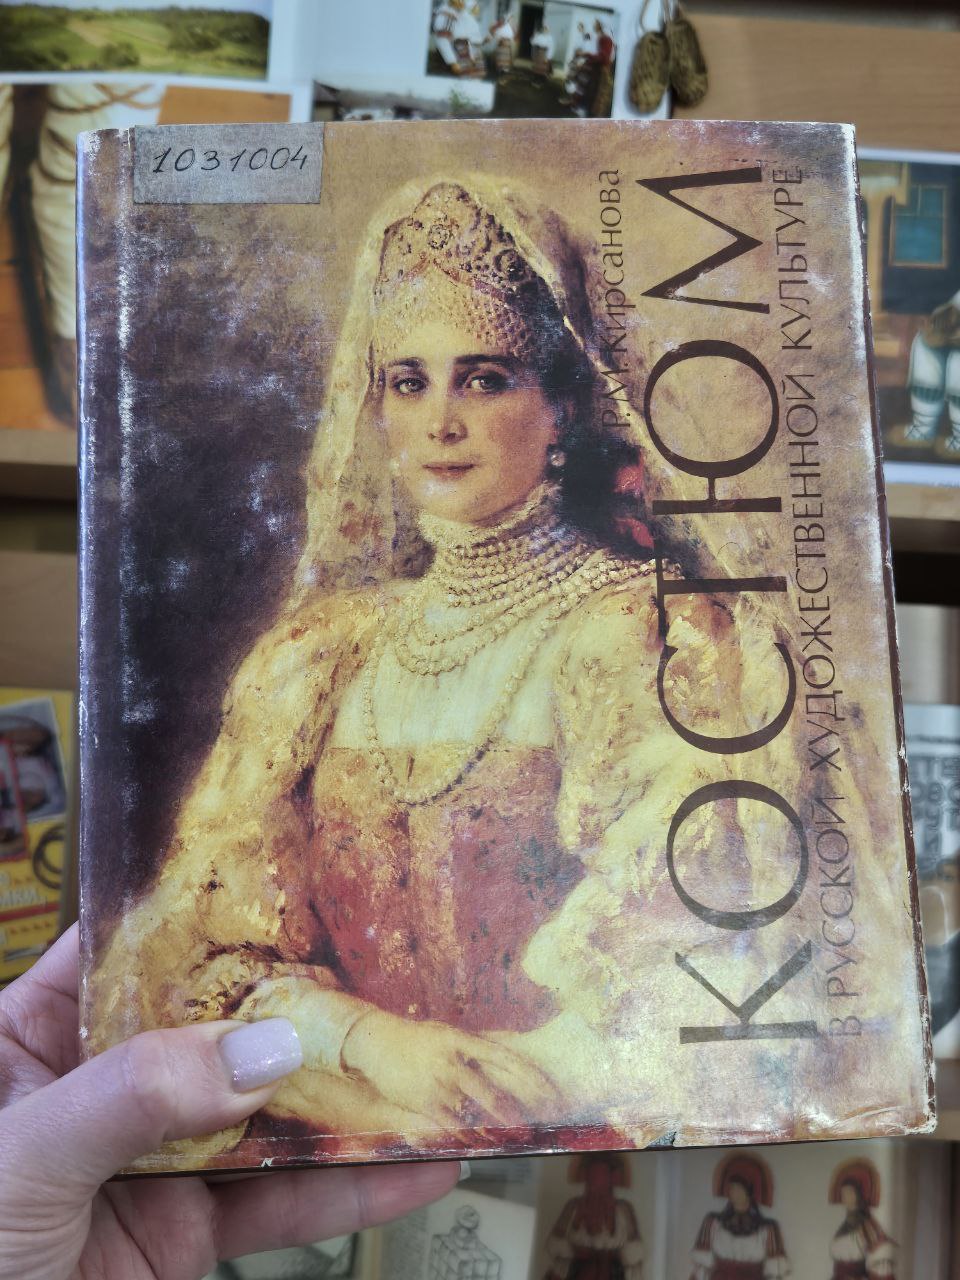 1031004
Р.М. Кирсанова
КОСТЮМ
В РУССКОЙ ХУДОЖЕСТВЕННОЙ КУЛЬТУРЕ